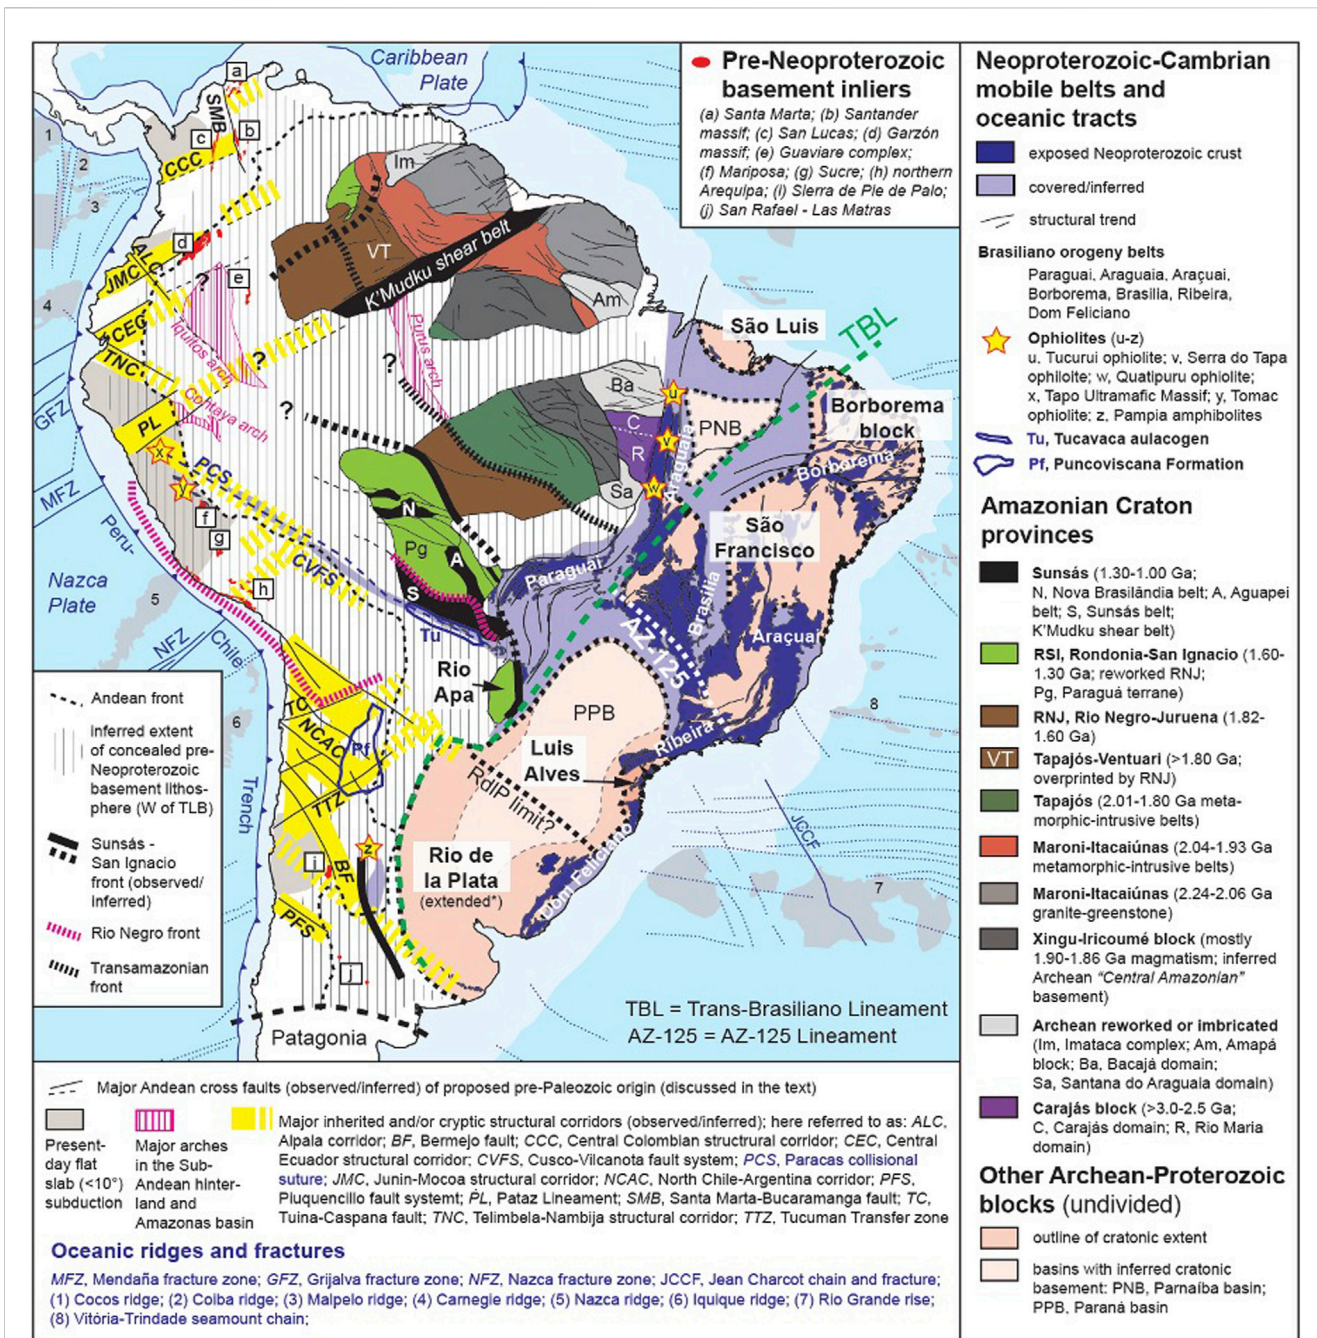 Caribbean
Plate
Pre-Neoproterozoic
basement inliers
(a) Santa Marta; (b) Santander
massif; (c) San Lucas; (d) Garzón
massif; (e) Guaviare complex;
(f) Mariposa; (g) Sucre; (h) northern
Arequipa; (i) Sierra de Pie de Palo;
(j) San Rafael - Las Matras
a
b
c
d
e
f
g
h
i
j
1
2
3
4
5
6
7
8
SMB
CCC
ALC
JMC
CEC
TNC
PL
PCS
CVFS
TC
NCAC
TTZ
BF
PFS
Pf
Im
VT
K'Mudku shear belt
Am
Iquitos arch
Contaya arch
Purus arch
?
?
?
?
São Luis
TBL
Borborema
block
Borborema
Ba
C
R
Sa
PNB
u
v
w
x
y
z
Araguaia
N
Pg
A
S
Tu
Paraguai
Brasilia
São
Francisco
Araçuai
AZ-125
Rio
Apa
PPB
Ribeira
Luis
Alves
RdlP limit?
Rio de
la Plata
(extended*)
Dom Feliciano
GFZ
MFZ
NFZ
JCCF
Nazca
Plate
Peru-
Chile
Trench
Patagonia
TBL = Trans-Brasiliano Lineament
AZ-125 = AZ-125 Lineament
Andean front
Inferred extent
of concealed pre-
Neoproterozoic
basement lithos-
phere (W of TLB)
Sunsás -
San Ignacio
front (observed/
inferred)
Rio Negro front
Transamazonian
front
Neoproterozoic-Cambrian
mobile belts and
oceanic tracts
exposed Neoproterozoic crust
covered/inferred
structural trend
Brasiliano orogeny belts
Paraguai, Araguaia, Araçuai,
Borborema, Brasilia, Ribeira,
Dom Feliciano
Ophiolites (u-z)
u, Tucurui ophiolite; v, Serra do Tapa
ophiloite; w, Quatipuru ophiolite;
x, Tapo Ultramafic Massif; y, Tomac
ophiolite; z, Pampia amphibolites
Tu, Tucavaca aulacogen
Pf, Puncoviscana Formation
Amazonian Craton
provinces
Sunsás (1.30-1.00 Ga;
N, Nova Brasilândia belt; A, Aguapei
belt; S, Sunsás belt;
K'Mudku shear belt)
RSI, Rondonia-San Ignacio (1.60-
1.30 Ga; reworked RNJ;
Pg, Paraguá terrane)
RNJ, Rio Negro-Juruena (1.82-
1.60 Ga)
VT
Tapajós-Ventuari (>1.80 Ga;
overprinted by RNJ)
Tapajós (2.01-1.80 Ga meta-
morphic-intrusive belts)
Maroni-Itacaiúnas (2.04-1.93 Ga
metamorphic-intrusive belts)
Maroni-Itacaiúnas (2.24-2.06 Ga
granite-greenstone)
Xingu-Iricoumé block (mostly
1.90-1.86 Ga magmatism; inferred
Archean "Central Amazonian"
basement)
Archean reworked or imbricated
(Im, Imataca complex; Am, Amapá
block; Ba, Bacajá domain;
Sa, Santana do Araguaia domain)
Carajás block (>3.0-2.5 Ga;
C, Carajás domain; R, Rio Maria
domain)
Other Archean-Proterozoic
blocks (undivided)
outline of cratonic extent
basins with inferred cratonic
basement: PNB, Parnaíba basin;
PPB, Paraná basin
Major Andean cross faults (observed/inferred) of proposed pre-Paleozoic origin (discussed in the text)
Present-
day flat
slab (<10°)
subduction
Major arches
in the Sub-
Andean hinter-
land and
Amazonas basin
Major inherited and/or cryptic structural corridors (observed/inferred); here referred to as: ALC,
Alpala corridor; BF, Bermejo fault; CCC, Central Colombian structrural corridor; CEC, Central
Ecuador structural corridor; CVFS, Cusco-Vilcanota fault system; PCS, Paracas collisional
suture; JMC, Junin-Mocoa structural corridor; NCAC, North Chile-Argentina corridor; PFS,
Piuquencillo fault systemt; PL, Pataz Lineament; SMB, Santa Marta-Bucaramanga fault; TC,
Tuina-Caspana fault; TNC, Telimbela-Nambija structural corridor; TTZ, Tucuman Transfer zone
Oceanic ridges and fractures
MFZ, Mendaña fracture zone; GFZ, Grijalva fracture zone; NFZ, Nazca fracture zone; JCCF, Jean Charcot chain and fracture;
(1) Cocos ridge; (2) Coiba ridge; (3) Malpelo ridge; (4) Carnegie ridge; (5) Nazca ridge; (6) Iquique ridge; (7) Rio Grande rise;
(8) Vitória-Trindade seamount chain;